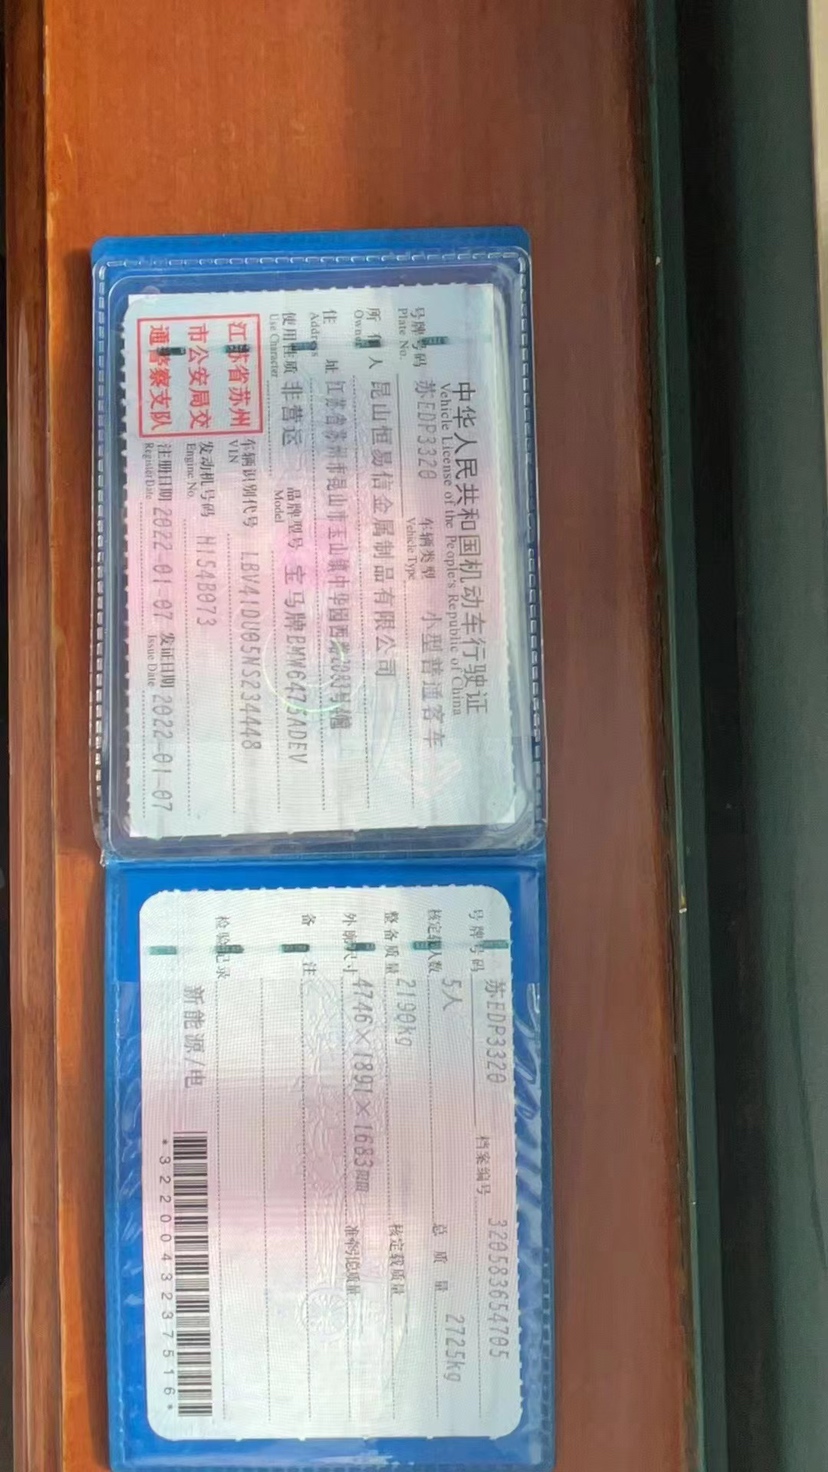 中华人民共和国机动车行驶证
Vehicle License of the People's Republic of China
号牌号码 苏EDP3320 车辆类型 小型普通客车
Plate No. Vehicle Type
所有人 昆山恒易信金属制品有限公司
Owner
住址 江苏省苏州市昆山市玉山镇中华园西路
Address
使用性质 非营运 品牌型号 宝马牌BMW6475ADEV
Use Character Model
江苏省苏州
市公安局交
通警察支队
车辆识别代号 LBV41DU05NS234448
VIN
发动机号码 H154B073
Engine No.
注册日期 2022-01-07 发证日期 2022-01-07
Register Date Issue Date
号牌号码 苏EDP3320 档案编号 320583654705
核定载人数 5人 总质量 2725kg
整备质量 2190kg 核定载质量
外廓尺寸 4746×1891×1683mm 准牵引总质量
备注
检验记录
新能源/电
*3220043237516*